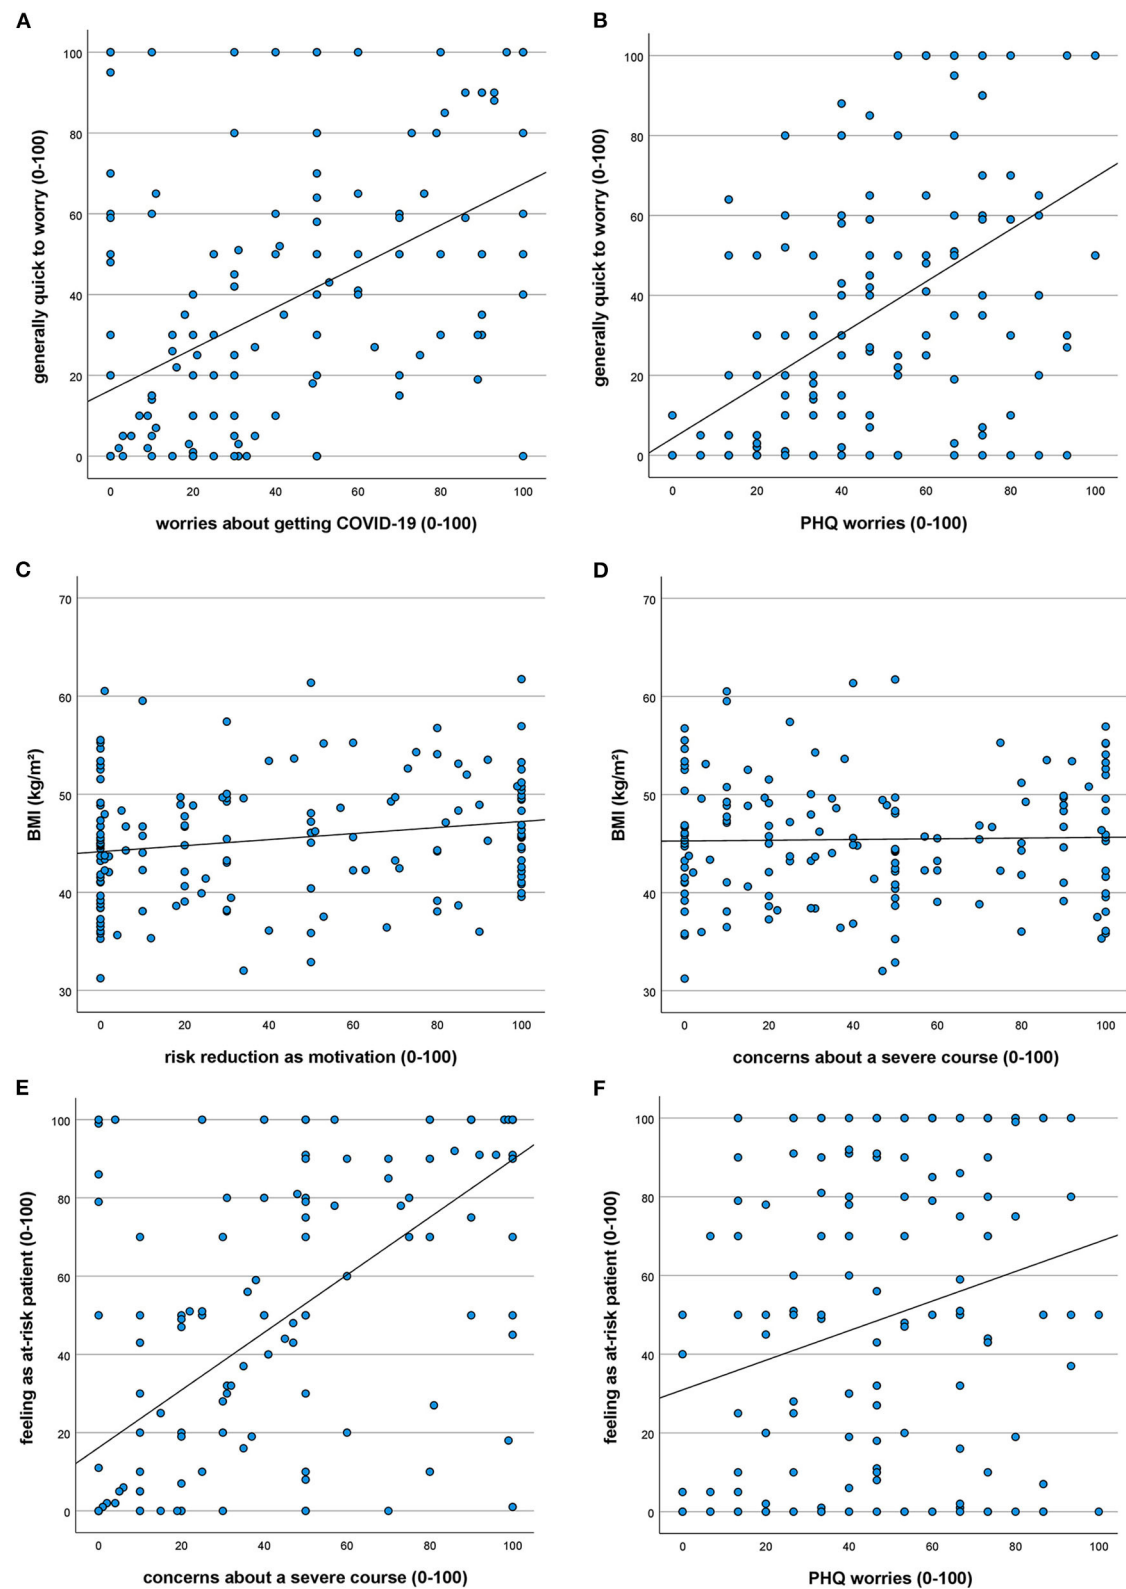 A
generally quick to worry (0-100)
100
80
60
40
20
0
0 20 40 60 80 100
worries about getting COVID-19 (0-100)
B
generally quick to worry (0-100)
100
80
60
40
20
0
0 20 40 60 80 100
PHQ worries (0-100)
C
BMI (kg/m²)
70
60
50
40
30
0 20 40 60 80 100
risk reduction as motivation (0-100)
D
BMI (kg/m²)
70
60
50
40
30
0 20 40 60 80 100
concerns about a severe course (0-100)
E
feeling as at-risk patient (0-100)
100
80
60
40
20
0
0 20 40 60 80 100
concerns about a severe course (0-100)
F
feeling as at-risk patient (0-100)
100
80
60
40
20
0
0 20 40 60 80 100
PHQ worries (0-100)